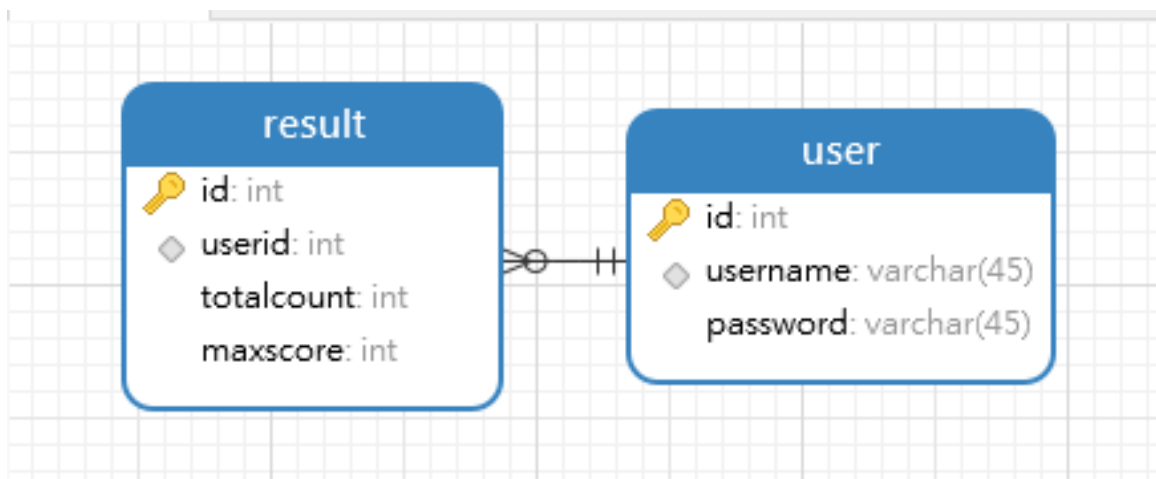 result
id: int
userid: int
totalcount: int
maxscore: int
user
id: int
username: varchar(45)
password: varchar(45)